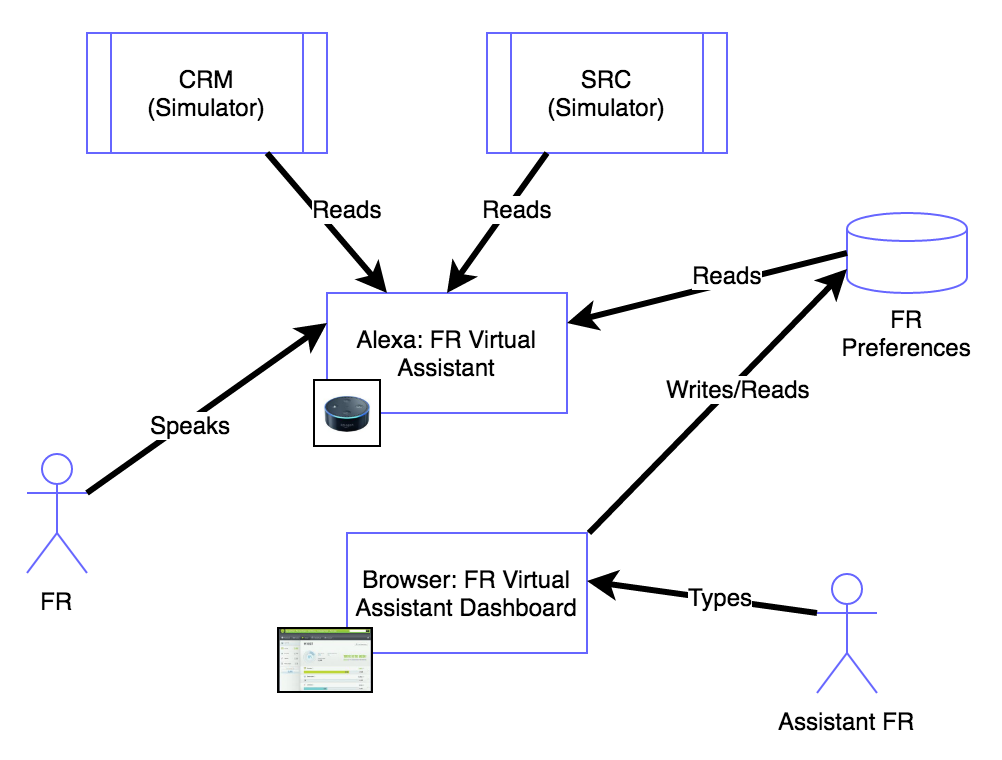 CRM
(Simulator)
SRC
(Simulator)
Reads
Reads
Reads
FR
Preferences
Alexa: FR Virtual
Assistant
Writes/Reads
Speaks
FR
Browser: FR Virtual
Assistant Dashboard
Types
Assistant FR